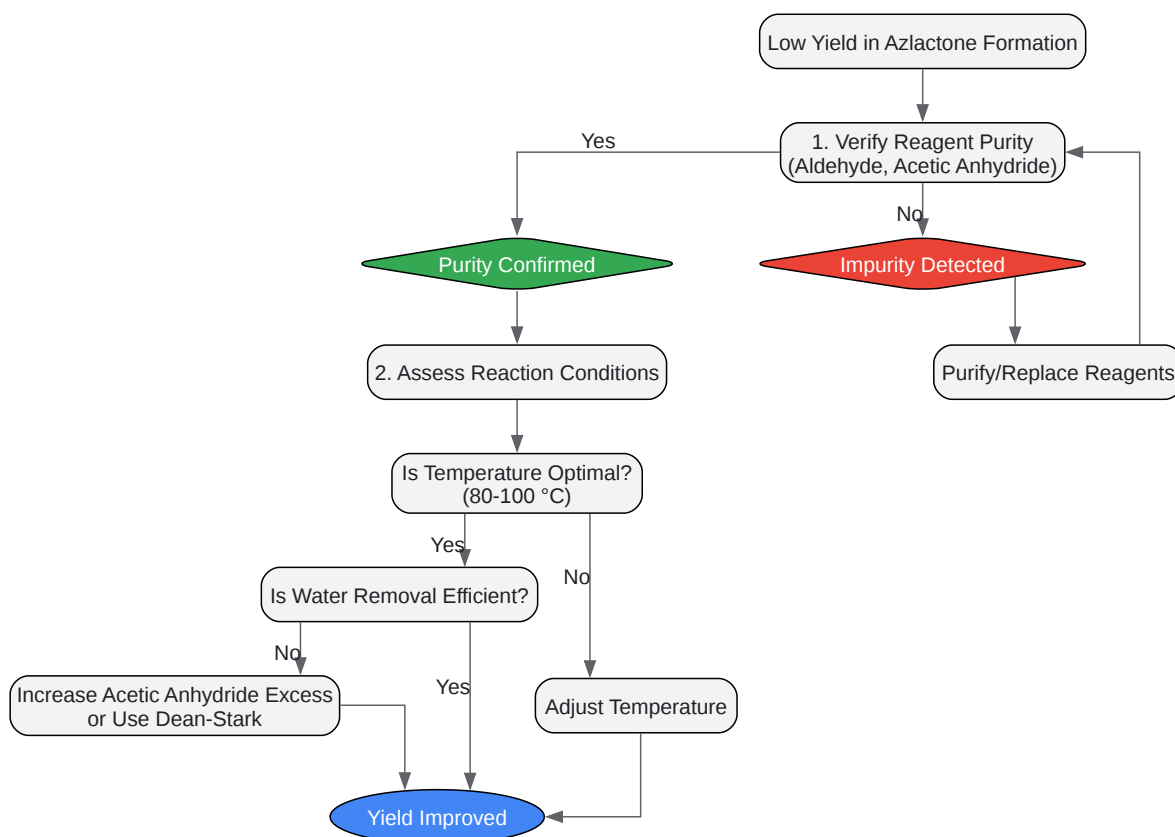 Low Yield in Azlactone Formation
Yes
1. Verify Reagent Purity
(Aldehyde, Acetic Anhydride)
No
Purity Confirmed
Impurity Detected
2. Assess Reaction Conditions
Purify/Replace Reagents
Is Temperature Optimal?
(80-100 °C)
Yes
No
Is Water Removal Efficient?
No
Yes
Increase Acetic Anhydride Excess
or Use Dean-Stark
Adjust Temperature
Yield Improved